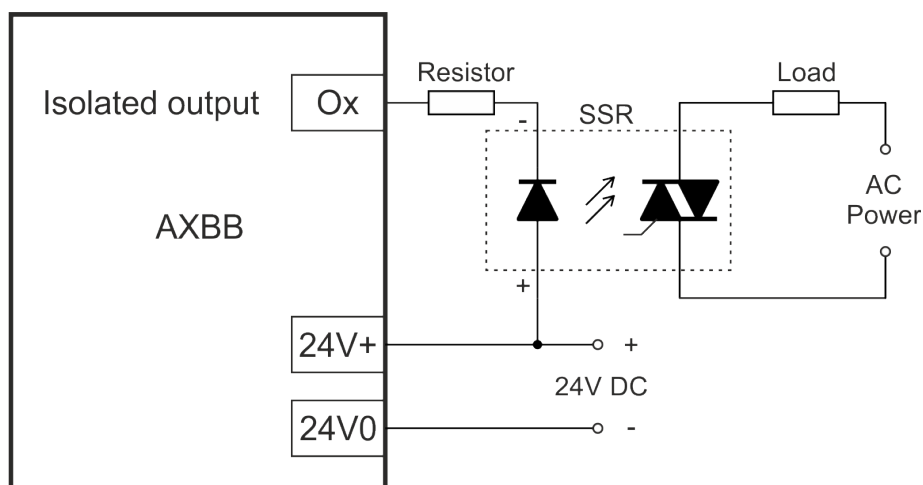 Resistor
Load
Isolated output
Ox
-
SSR
AC
Power
AXBB
+
24V+
+
24V DC
24V0
-